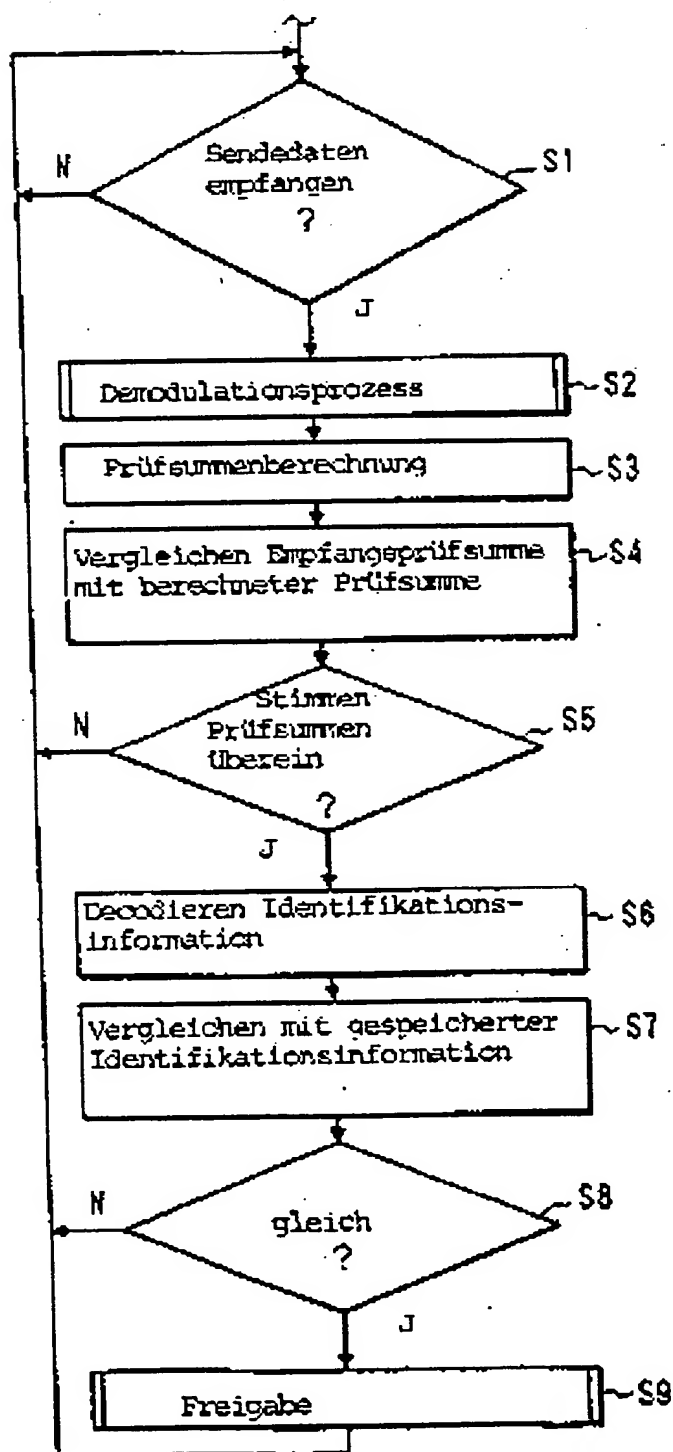 Sendedaten
empfangen
?
S1
N
J
Demodulationsprozess
S2
Prüfsummenberechnung
S3
Vergleichen Empfangsprüfsumme
mit berechneter Prüfsumme
S4
Stimmen
Prüfsummen
überein
?
S5
N
J
Decodieren Identifikations-
information
S6
Vergleichen mit gespeicherter
Identifikationsinformation
S7
gleich
?
S8
N
J
Freigabe
S9